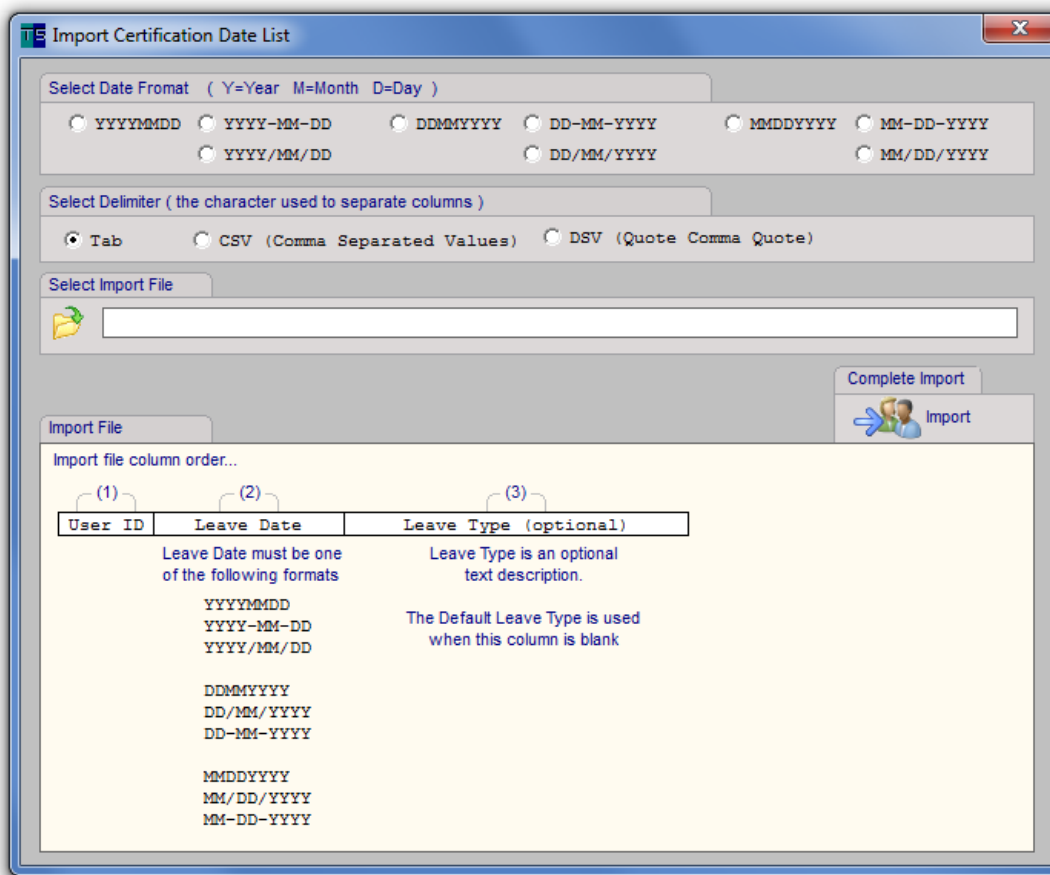 TS Import Certification Date List
Select Date Fromat ( Y=Year M=Month D=Day )
YYYYMMDD YYYY-MM-DD DDMMYYYY DD-MM-YYYY MMDDYYYY MM-DD-YYYY
YYYY/MM/DD DD/MM/YYYY MM/DD/YYYY
Select Delimiter ( the character used to separate columns )
Tab CSV (Comma Separated Values) DSV (Quote Comma Quote)
Select Import File
Complete Import
Import
Import File
Import file column order...
(1) (2) (3)
User ID Leave Date Leave Type (optional)
Leave Date must be one
of the following formats
Leave Type is an optional
text description.
The Default Leave Type is used
when this column is blank
YYYYMMDD
YYYY-MM-DD
YYYY/MM/DD
DDMMYYYY
DD/MM/YYYY
DD-MM-YYYY
MMDDYYYY
MM/DD/YYYY
MM-DD-YYYY